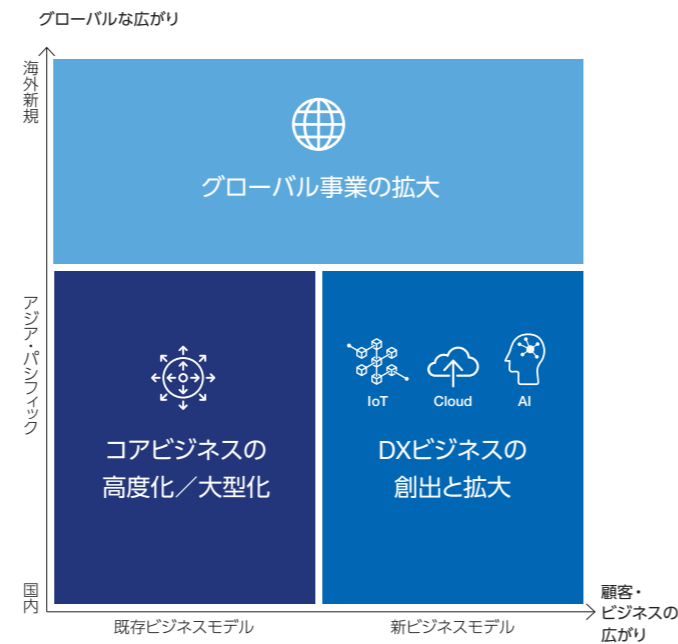 グローバルな広がり
海外新規
グローバル事業の拡大
アジア・パシフィック
IoT
Cloud
AI
コアビジネスの
高度化／大型化
DXビジネスの
創出と拡大
国内
既存ビジネスモデル
新ビジネスモデル
顧客・
ビジネスの
広がり